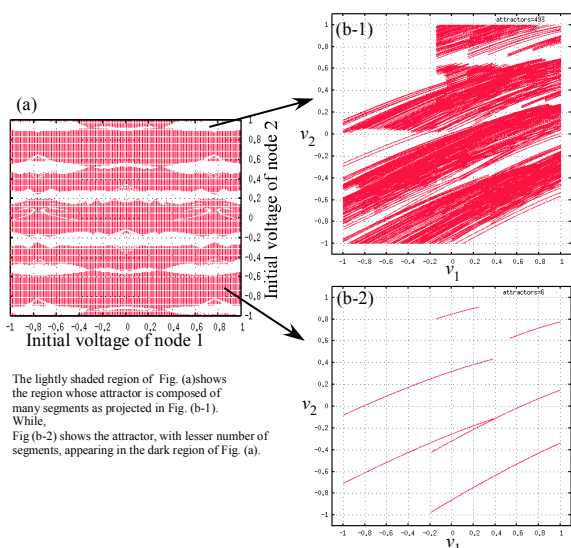 (a)
1
0.8
0.6
0.4
0.2
0
-0.2
-0.4
-0.6
-0.8
-1
-1 -0.8 -0.6 -0.4 -0.2 0 0.2 0.4 0.6 0.8 1
Initial voltage of node 1
Initial voltage of node 2
(b-1)
attractors=493
1
0.8
0.6
0.4
0.2
0
-0.2
-0.4
-0.6
-0.8
-1
v2
-1 -0.8 -0.6 -0.4 -0.2 0 0.2 0.4 0.6 0.8 1
v1
(b-2)
attractors=6
1
0.8
0.6
0.4
0.2
0
-0.2
-0.4
-0.6
-0.8
-1
v2
-1 -0.8 -0.6 -0.4 -0.2 0 0.2 0.4 0.6 0.8 1
v1
The lightly shaded region of Fig. (a)shows
the region whose attractor is composed of
many segments as projected in Fig. (b-1).
While,
Fig (b-2) shows the attractor, with lesser number of
segments, appearing in the dark region of Fig. (a).